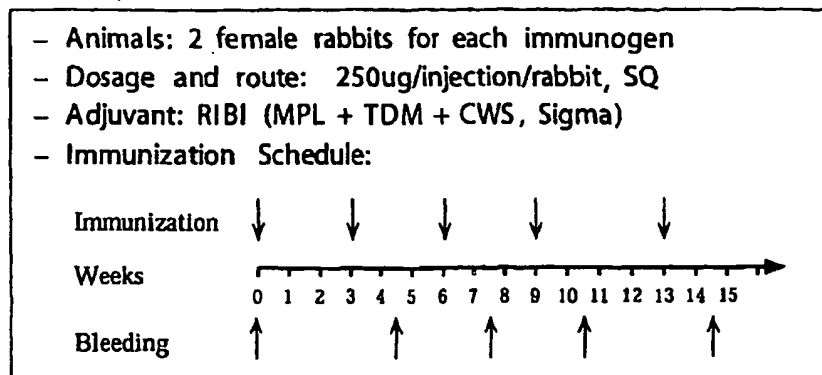 – Animals: 2 female rabbits for each immunogen
– Dosage and route: 250ug/injection/rabbit, SQ
– Adjuvant: RIBI (MPL + TDM + CWS, Sigma)
– Immunization Schedule:
Immunization
Weeks
0 1 2 3 4 5 6 7 8 9 10 11 12 13 14 15
Bleeding